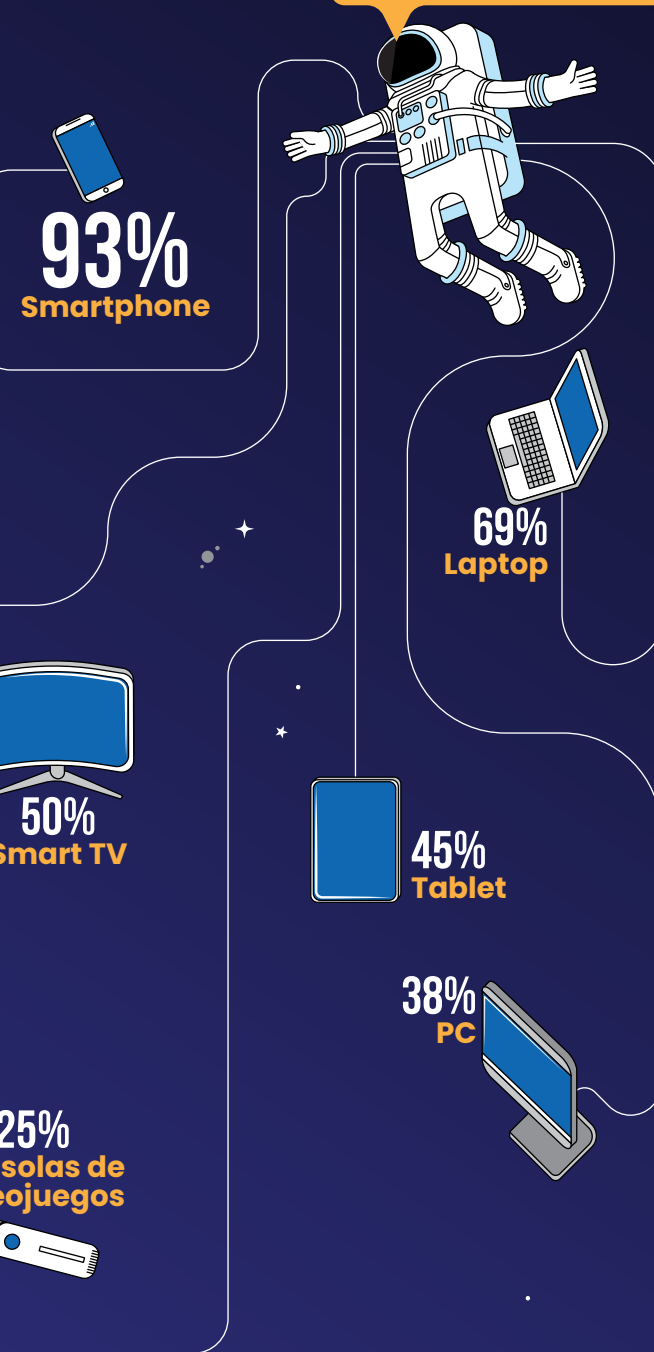 93%
Smartphone
69%
Laptop
50%
Smart TV
45%
Tablet
38%
PC
25%
solas de
eojuegos